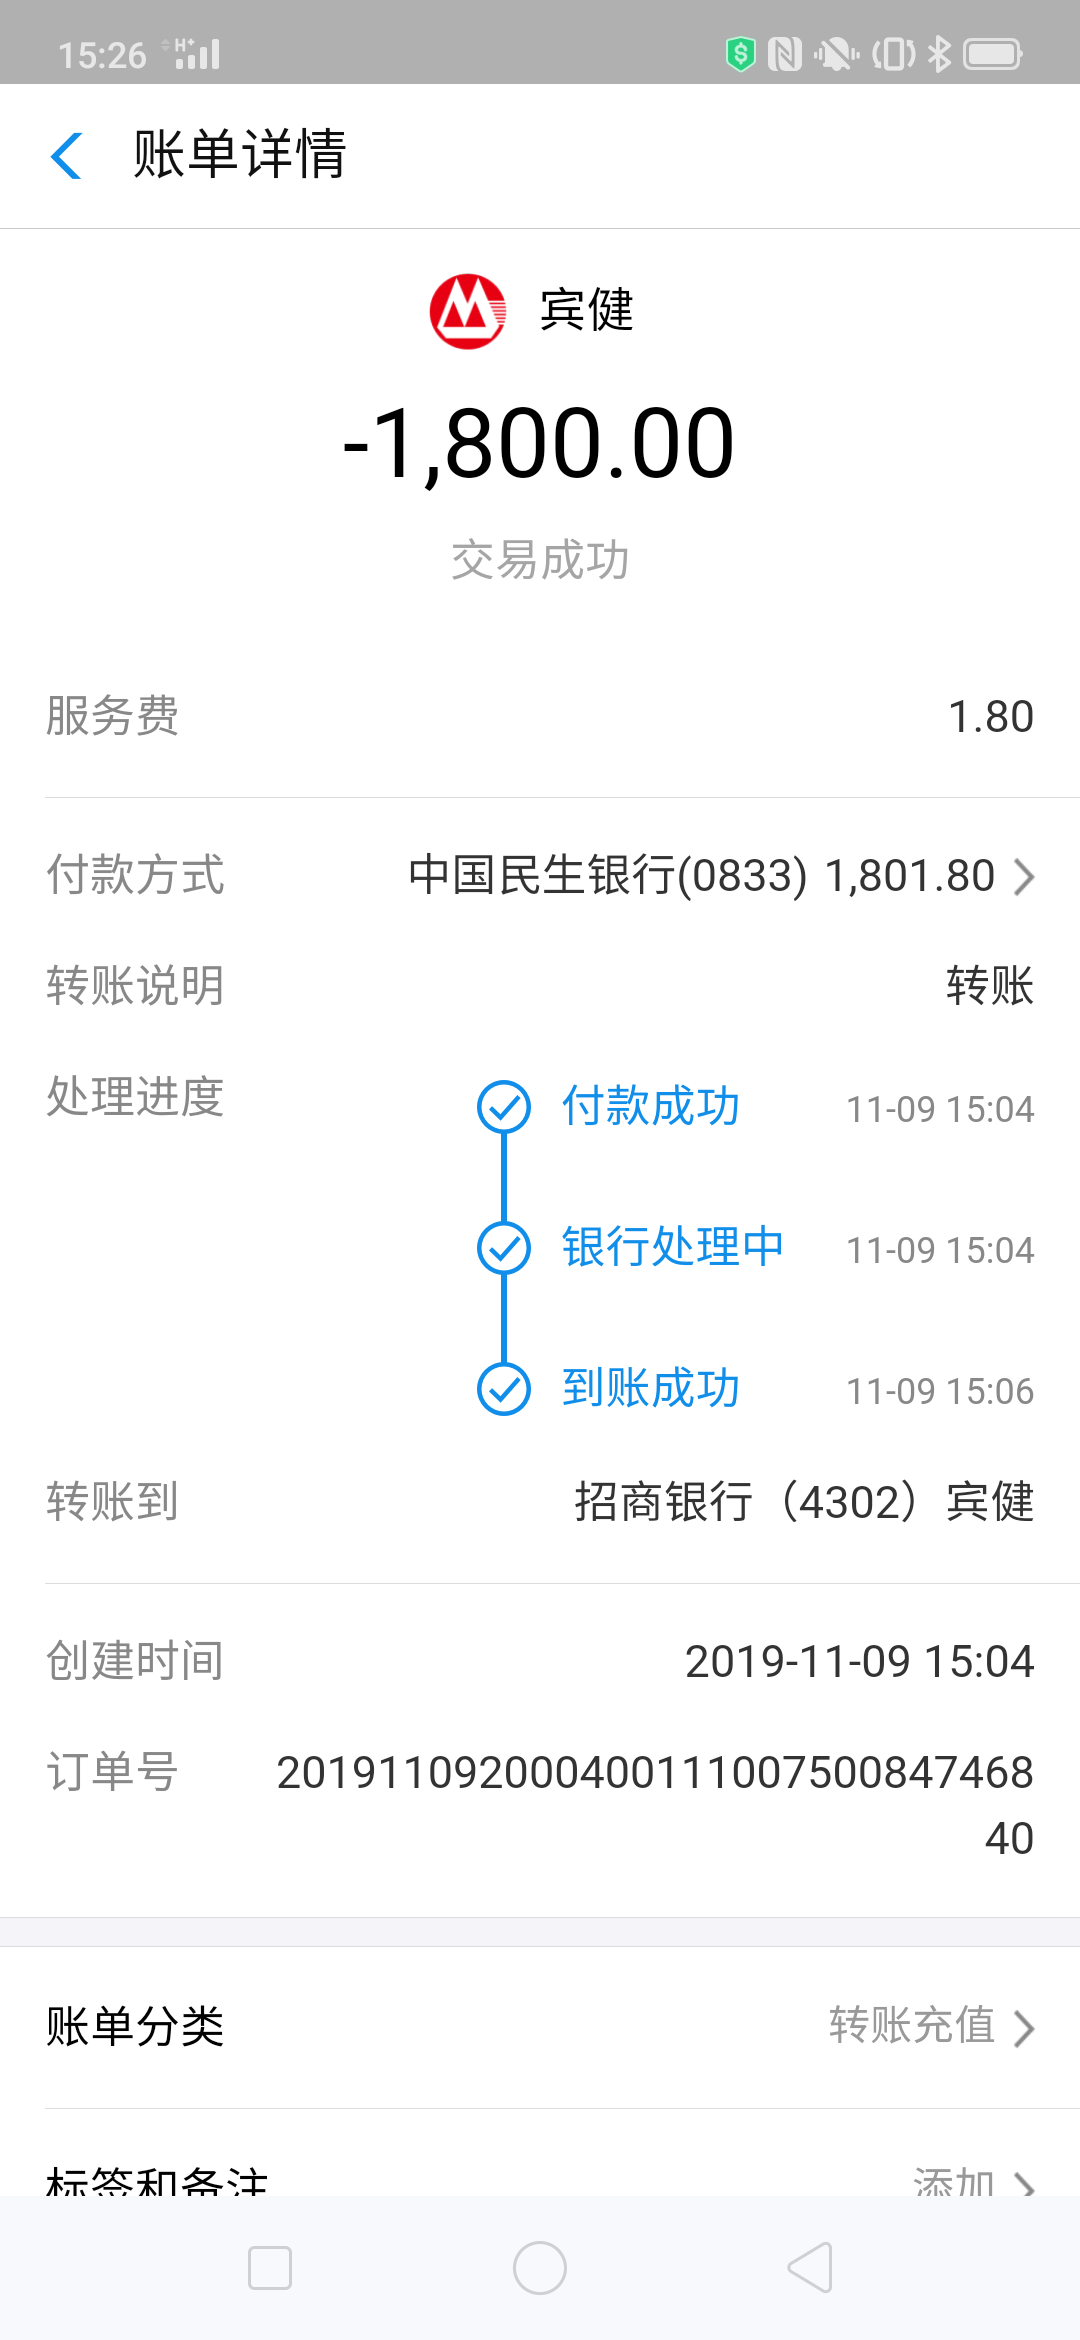 15:26 H+
账单详情
宾健
-1,800.00
交易成功
服务费 1.80
付款方式 中国民生银行(0833) 1,801.80
转账说明 转账
处理进度 付款成功 11-09 15:04
银行处理中 11-09 15:04
到账成功 11-09 15:06
转账到 招商银行（4302）宾健
创建时间 2019-11-09 15:04
订单号 201911092000400111007500847468
40
账单分类 转账充值
标签和备注 添加